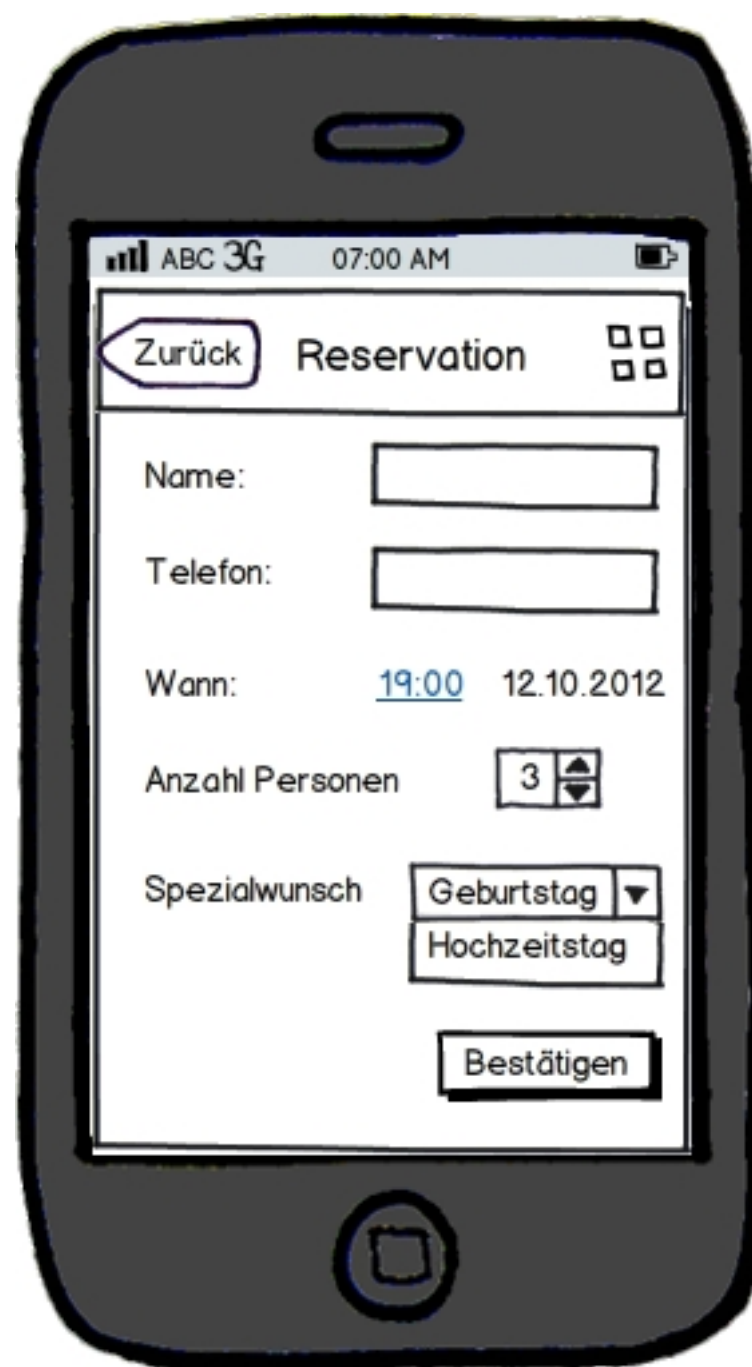 ABC 3G 07:00 AM
Zurück Reservation
Name:
Telefon:
Wann: 19:00 12.10.2012
Anzahl Personen 3
Spezialwunsch Geburtstag
Hochzeitstag
Bestätigen